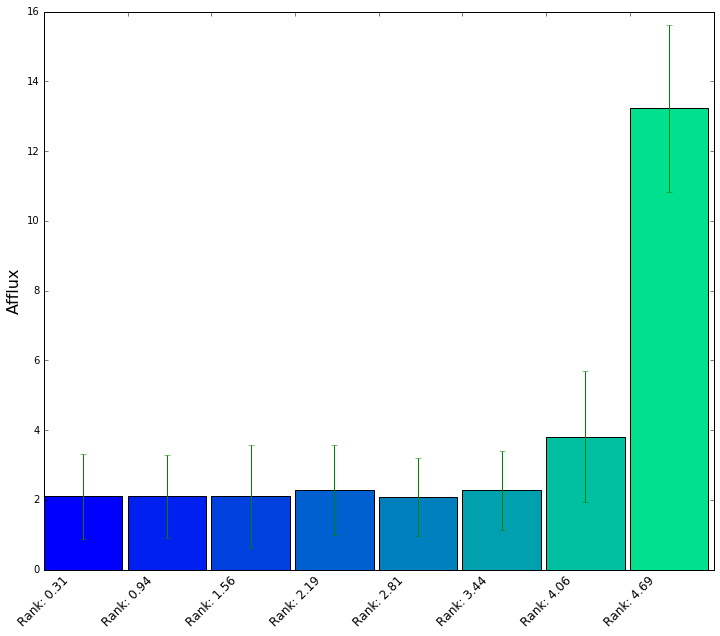 16
14
12
10
8
6
4
2
0
Afflux
Rank: 0.31
Rank: 0.94
Rank: 1.56
Rank: 2.19
Rank: 2.81
Rank: 3.44
Rank: 4.06
Rank: 4.69